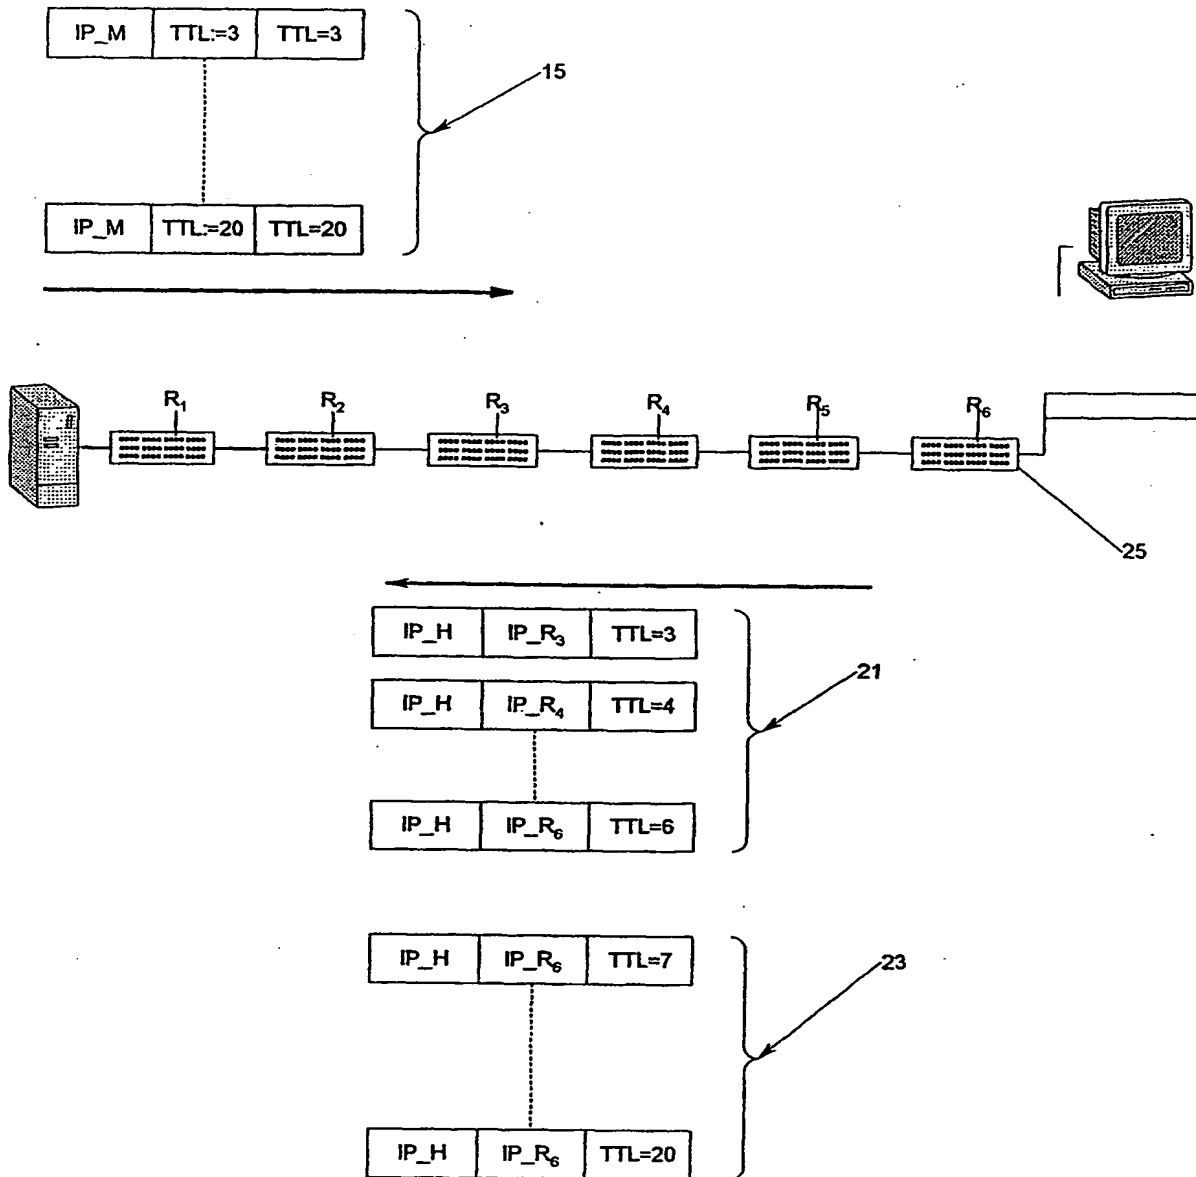 IP_M TTL:=3 TTL=3
15
IP_M TTL:=20 TTL=20
R₁ R₂ R₃ R₄ R₅ R₆
25
IP_H IP_R₃ TTL=3
21
IP_H IP_R₄ TTL=4
IP_H IP_R₆ TTL=6
IP_H IP_R₆ TTL=7
23
IP_H IP_R₆ TTL=20